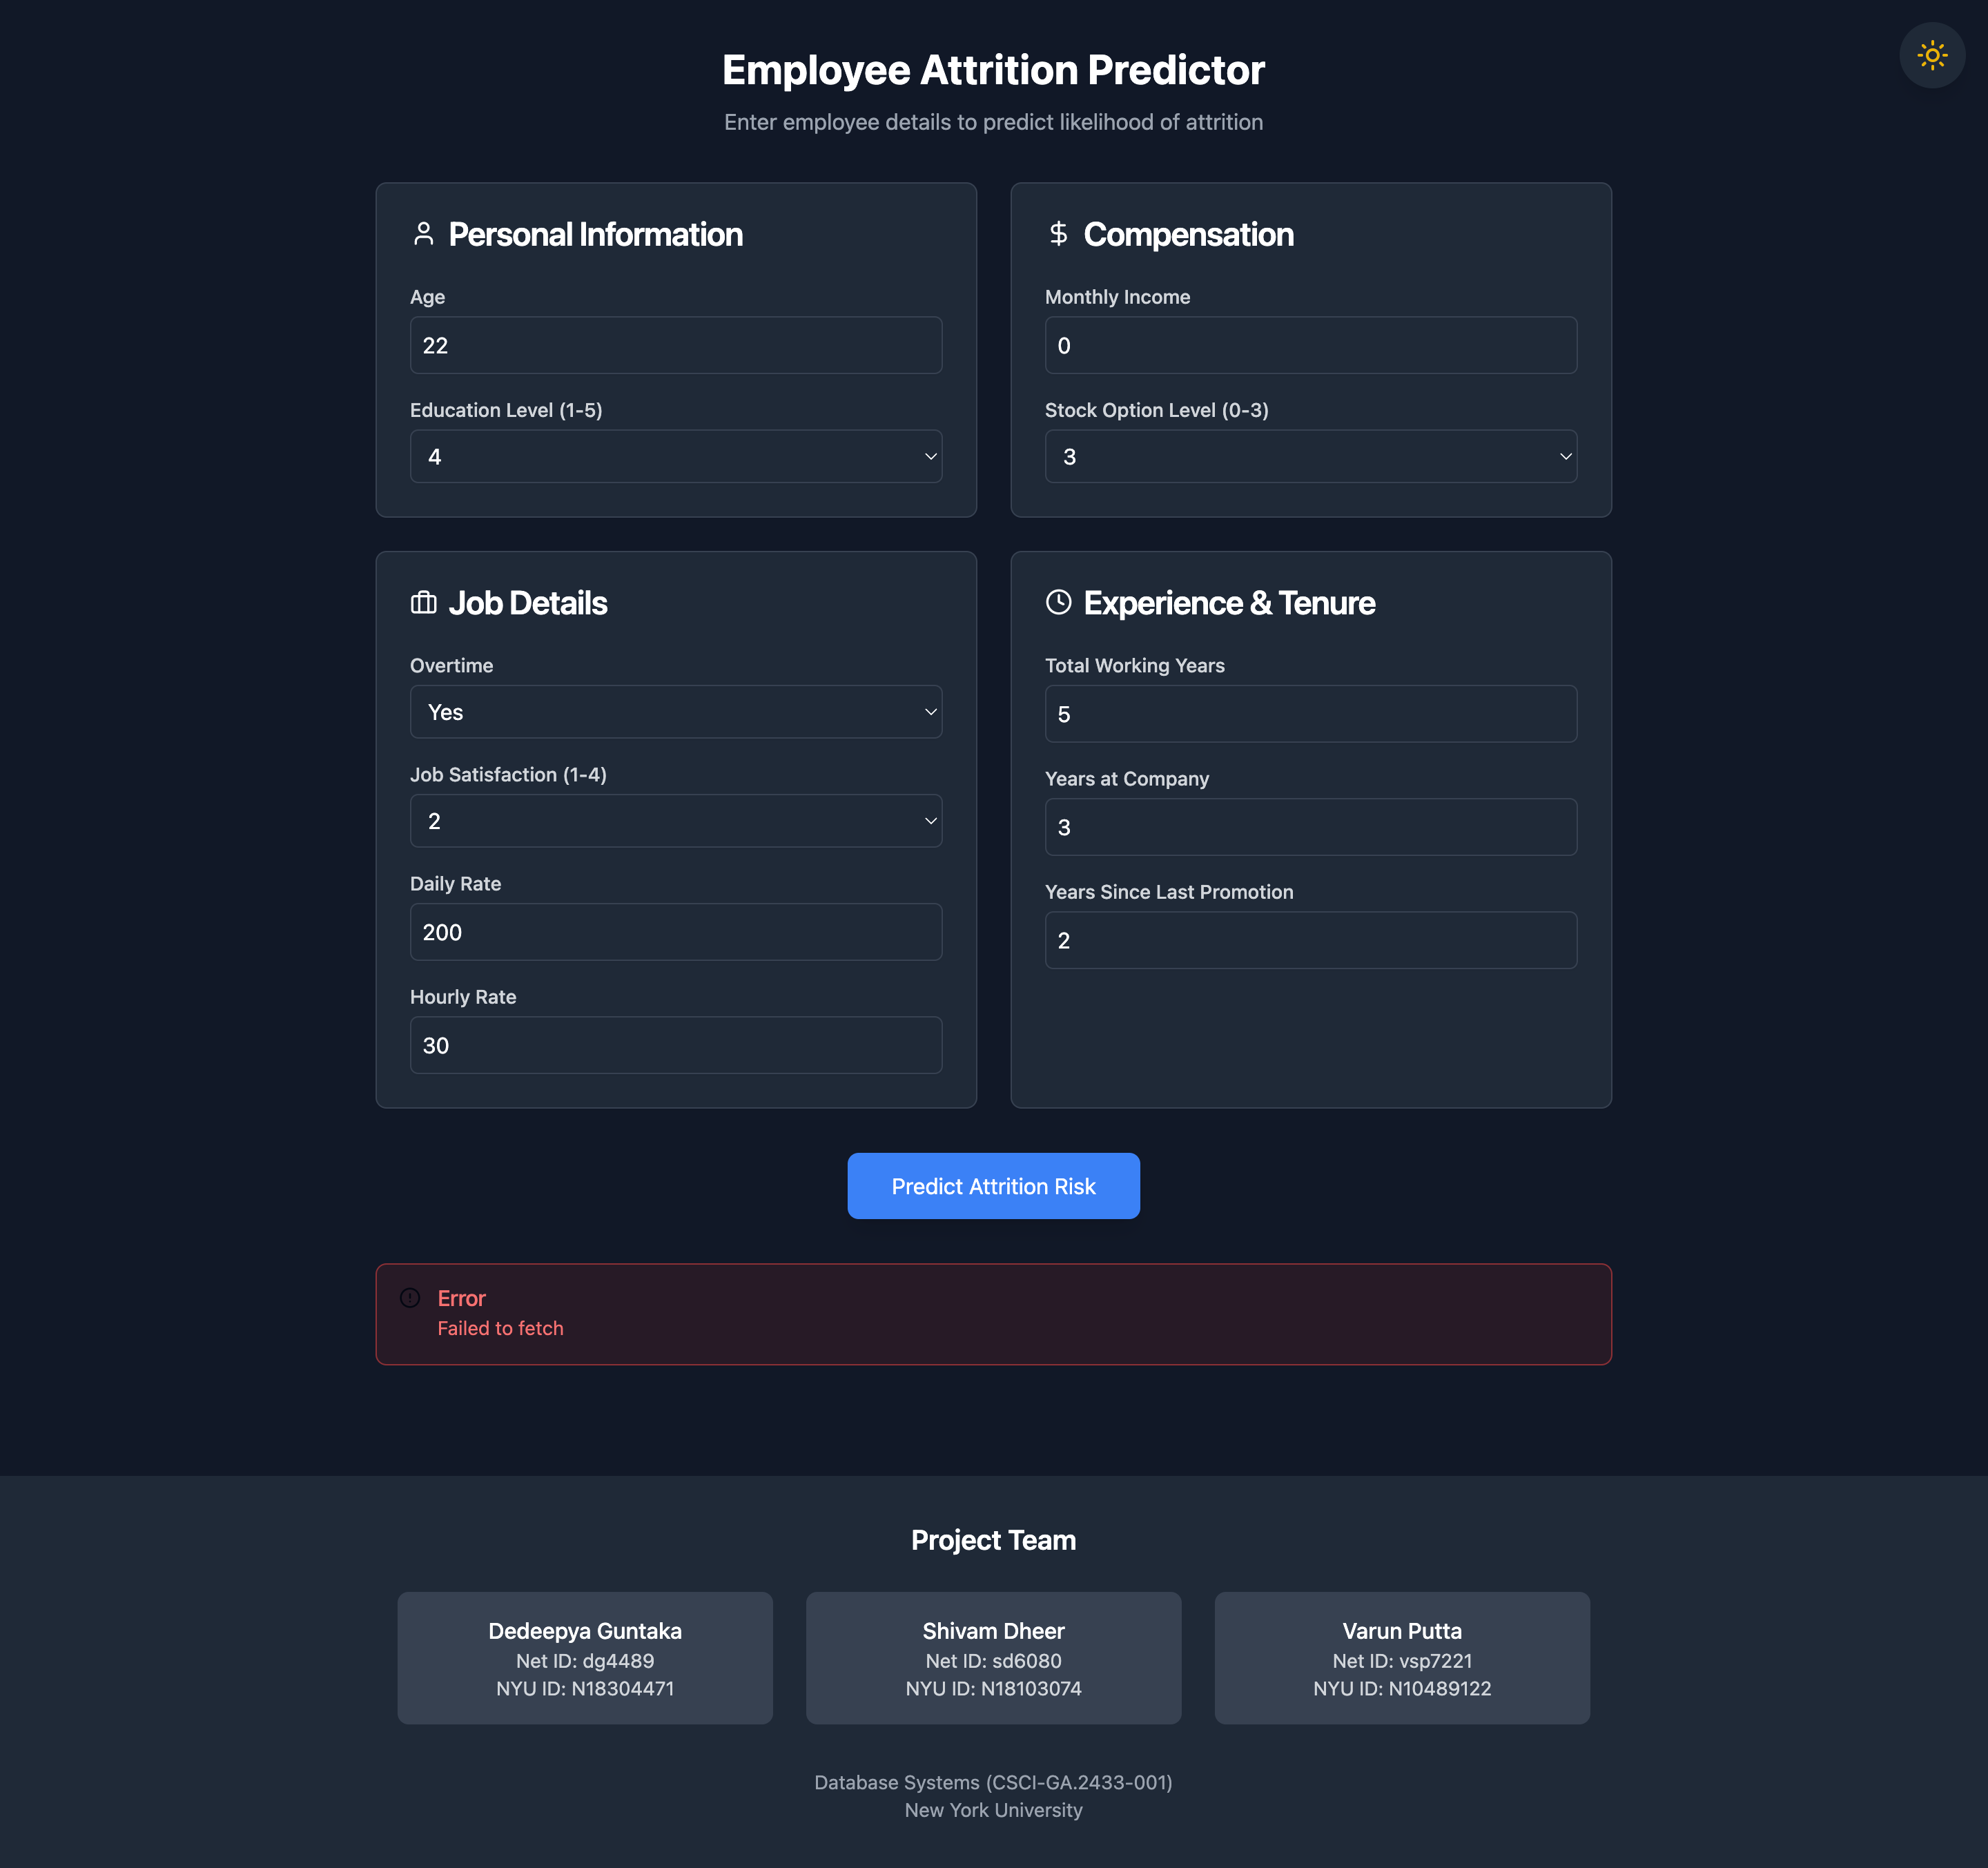 Employee Attrition Predictor
Enter employee details to predict likelihood of attrition
Personal Information
Age
22
Education Level (1-5)
4
Compensation
Monthly Income
0
Stock Option Level (0-3)
3
Job Details
Overtime
Yes
Job Satisfaction (1-4)
2
Daily Rate
200
Hourly Rate
30
Experience & Tenure
Total Working Years
5
Years at Company
3
Years Since Last Promotion
2
Predict Attrition Risk
Error
Failed to fetch
Project Team
Dedeepya Guntaka
Net ID: dg4489
NYU ID: N18304471
Shivam Dheer
Net ID: sd6080
NYU ID: N18103074
Varun Putta
Net ID: vsp7221
NYU ID: N10489122
Database Systems (CSCI-GA.2433-001)
New York University